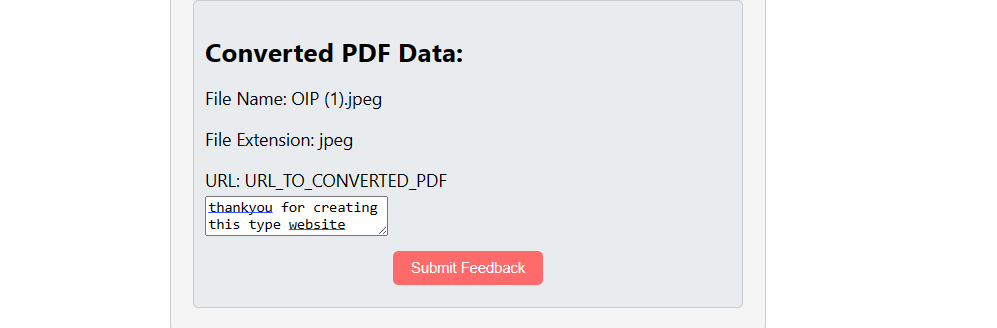 Converted PDF Data:
File Name: OIP (1).jpeg
File Extension: jpeg
URL: URL_TO_CONVERTED_PDF
thankyou for creating
this type website
Submit Feedback